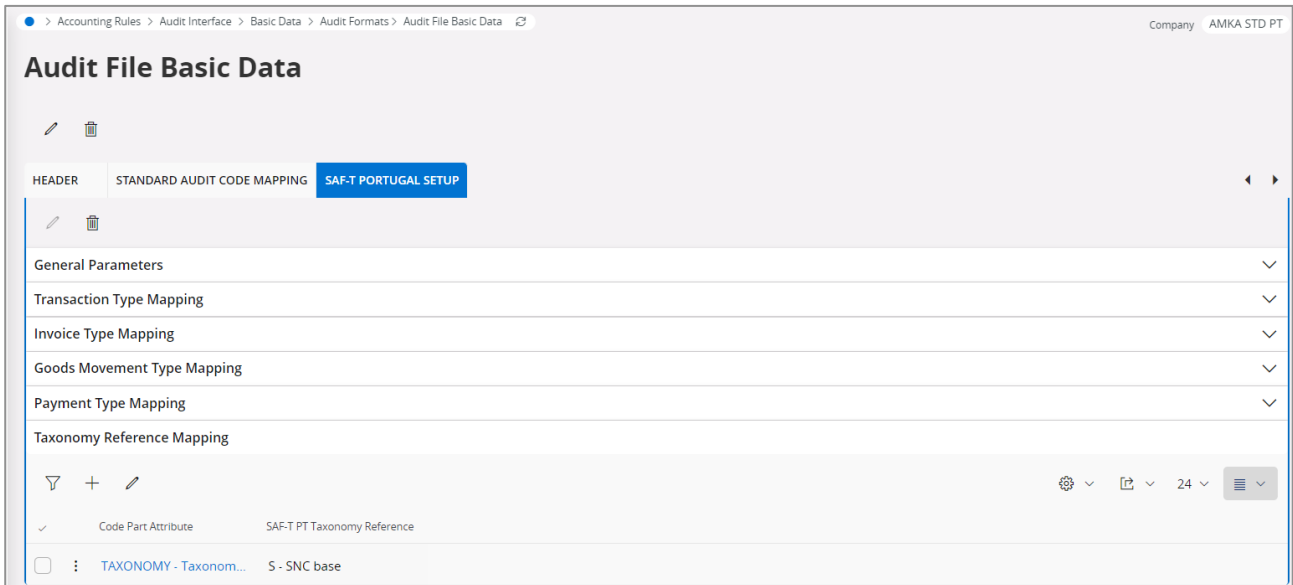 > Accounting Rules > Audit Interface > Basic Data > Audit Formats > Audit File Basic Data
Company AMKA STD PT
Audit File Basic Data
HEADER STANDARD AUDIT CODE MAPPING SAF-T PORTUGAL SETUP
General Parameters
Transaction Type Mapping
Invoice Type Mapping
Goods Movement Type Mapping
Payment Type Mapping
Taxonomy Reference Mapping
24
Code Part Attribute SAF-T PT Taxonomy Reference
TAXONOMY - Taxonom... S - SNC base